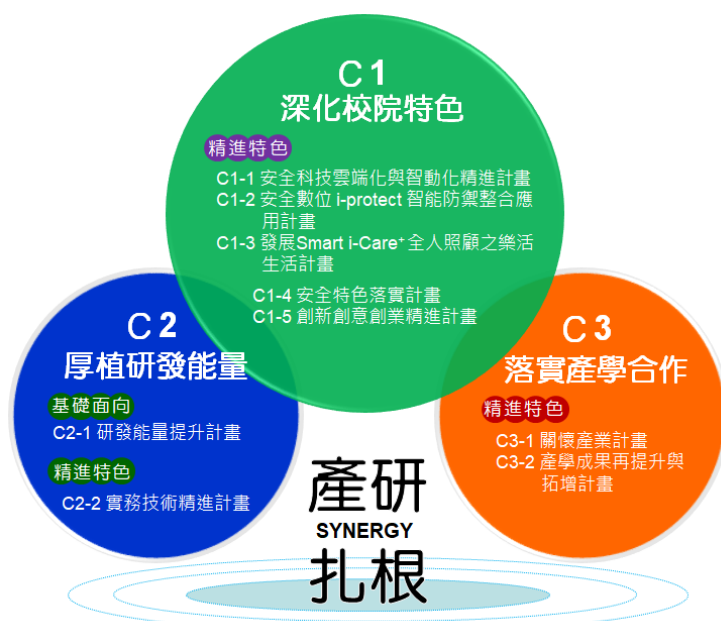 C1
深化校院特色
精進特色
C1-1 安全科技雲端化與智動化精進計畫
C1-2 安全數位 i-protect 智能防禦整合應
用計畫
C1-3 發展Smart i-Care⁺ 全人照顧之樂活
生活計畫
C1-4 安全特色落實計畫
C1-5 創新創意創業精進計畫
C2
厚植研發能量
基礎面向
C2-1 研發能量提升計畫
精進特色
C2-2 實務技術精進計畫
C3
落實產學合作
精進特色
C3-1 關懷產業計畫
C3-2 產學成果再提升與
拓增計畫
產研
SYNERGY
扎根